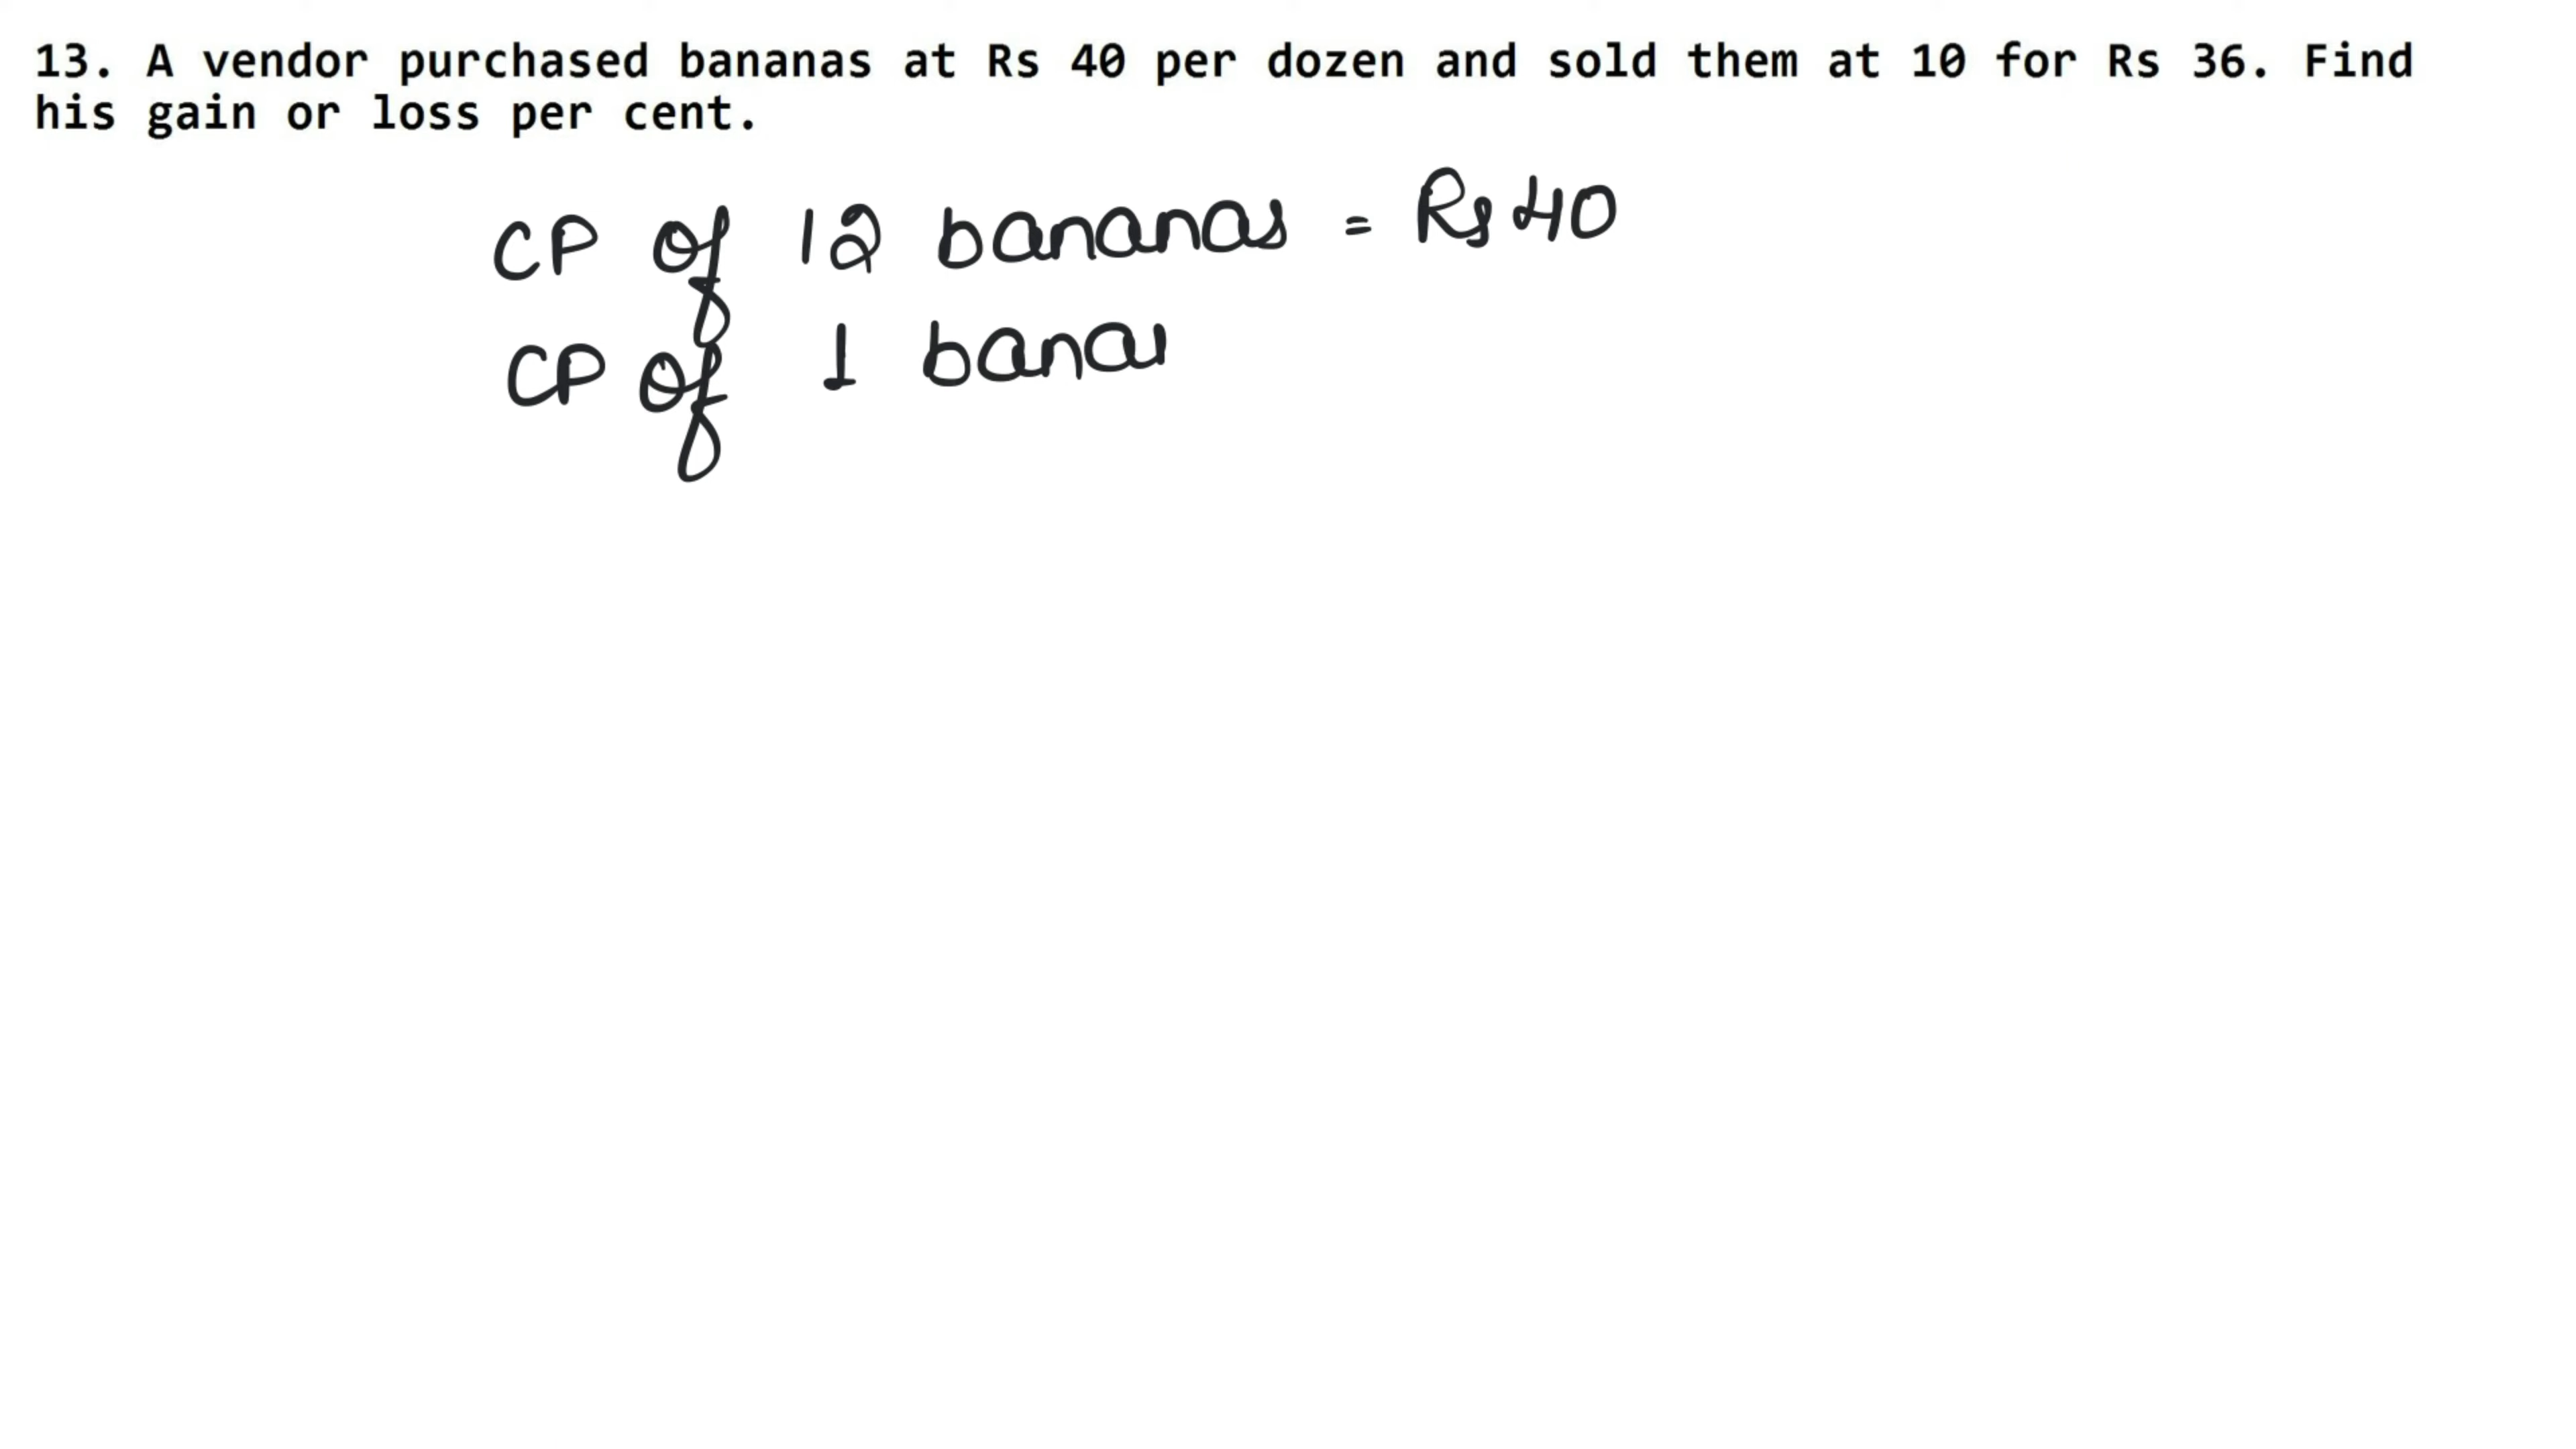 13. A vendor purchased bananas at Rs 40 per dozen and sold them at 10 for Rs 36. Find
his gain or loss per cent.
CP of 12 bananas = Rs 40
CP of 1 banan